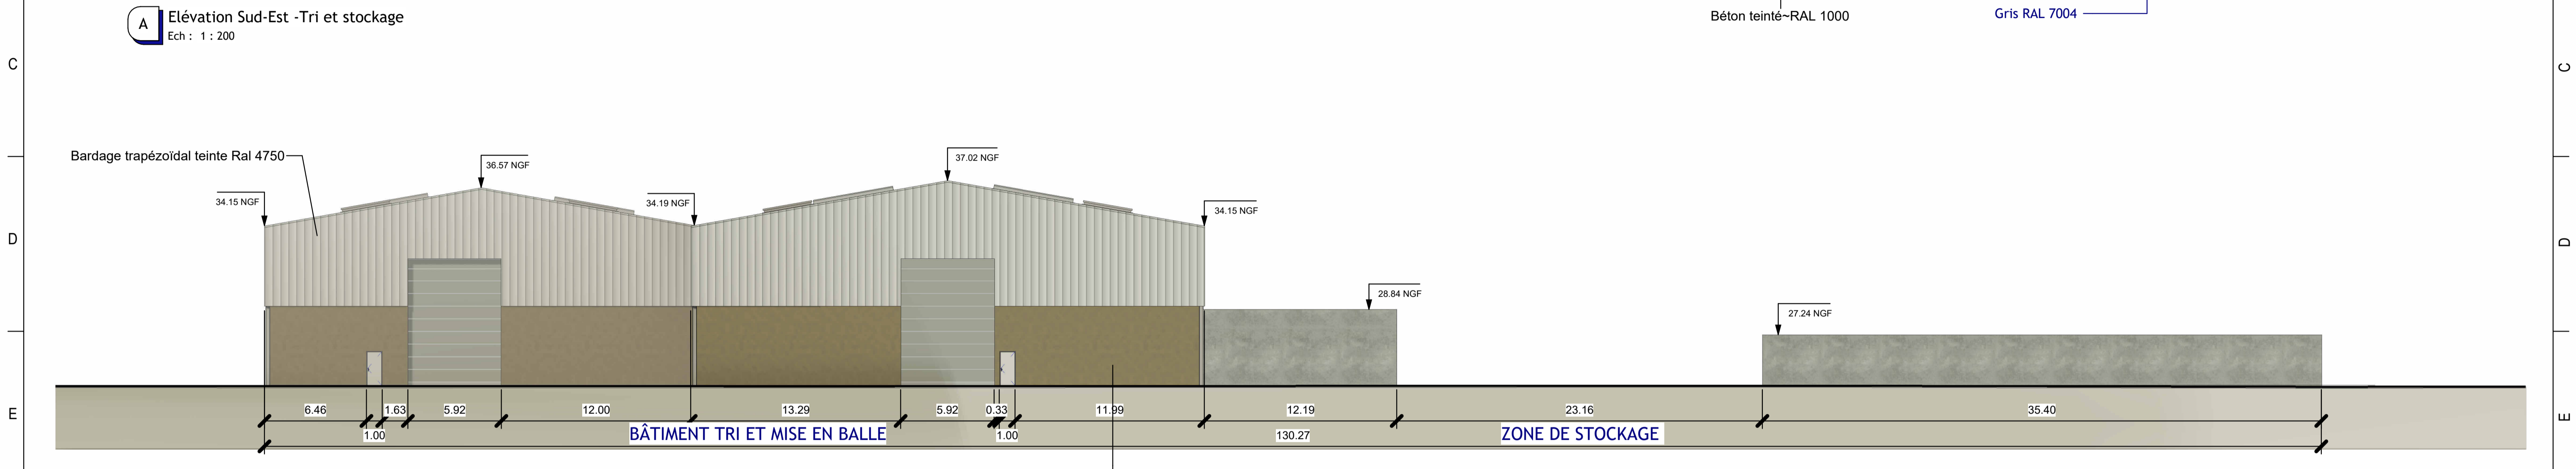 A
Elévation Sud-Est -Tri et stockage
Ech : 1 : 200
Béton teinté~RAL 1000
Gris RAL 7004
C
C
Bardage trapézoïdal teinte Ral 4750
36.57 NGF
37.02 NGF
34.15 NGF
34.19 NGF
34.15 NGF
D
D
28.84 NGF
27.24 NGF
E
E
6.46
1.63
5.92
12.00
13.29
5.92
0.33
11.99
12.19
23.16
35.40
1.00
BÂTIMENT TRI ET MISE EN BALLE
1.00
130.27
ZONE DE STOCKAGE